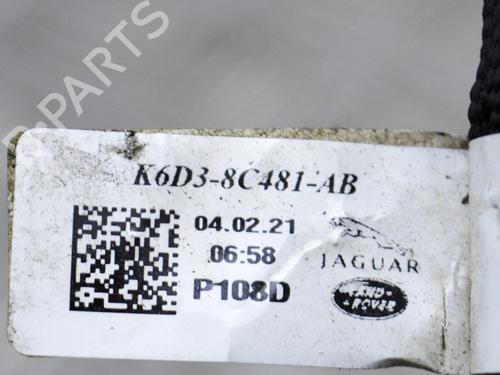 B-PARTS
K6D3-8C481-AB
04.02.21
06:58
P108D
JAGUAR
LAND
ROVER